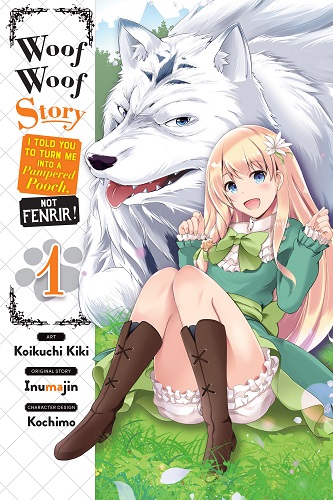 Woof
Woof
Story
I TOLD YOU
TO TURN ME
INTO A
Pampered
Pooch,
NOT
FENRIR!
1
ART
Koikuchi Kiki
ORIGINAL STORY
Inumajin
CHARACTER DESIGN
Kochimo